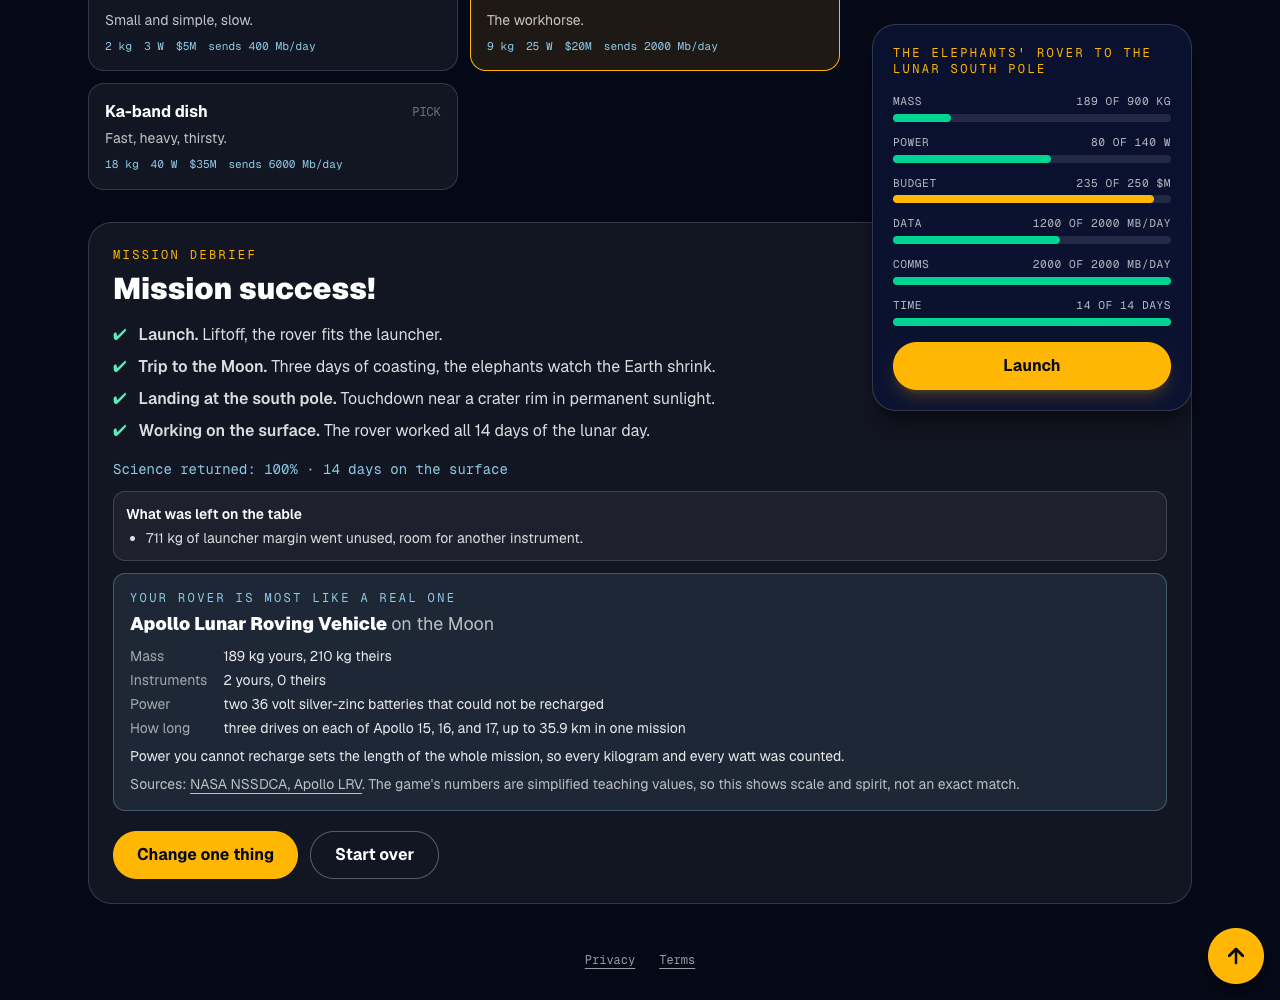 Small and simple, slow.
2 kg 3 W $5M sends 400 Mb/day
The workhorse.
9 kg 25 W $20M sends 2000 Mb/day
Ka-band dish
PICK
Fast, heavy, thirsty.
18 kg 40 W $35M sends 6000 Mb/day
THE ELEPHANTS' ROVER TO THE
LUNAR SOUTH POLE
MASS 189 OF 900 KG
POWER 80 OF 140 W
BUDGET 235 OF 250 $M
DATA 1200 OF 2000 MB/DAY
COMMS 2000 OF 2000 MB/DAY
TIME 14 OF 14 DAYS
Launch
MISSION DEBRIEF
Mission success!
✔ Launch. Liftoff, the rover fits the launcher.
✔ Trip to the Moon. Three days of coasting, the elephants watch the Earth shrink.
✔ Landing at the south pole. Touchdown near a crater rim in permanent sunlight.
✔ Working on the surface. The rover worked all 14 days of the lunar day.
Science returned: 100% · 14 days on the surface
What was left on the table
• 711 kg of launcher margin went unused, room for another instrument.
YOUR ROVER IS MOST LIKE A REAL ONE
Apollo Lunar Roving Vehicle on the Moon
Mass 189 kg yours, 210 kg theirs
Instruments 2 yours, 0 theirs
Power two 36 volt silver-zinc batteries that could not be recharged
How long three drives on each of Apollo 15, 16, and 17, up to 35.9 km in one mission
Power you cannot recharge sets the length of the whole mission, so every kilogram and every watt was counted.
Sources: NASA NSSDCA, Apollo LRV. The game's numbers are simplified teaching values, so this shows scale and spirit, not an exact match.
Change one thing
Start over
Privacy Terms